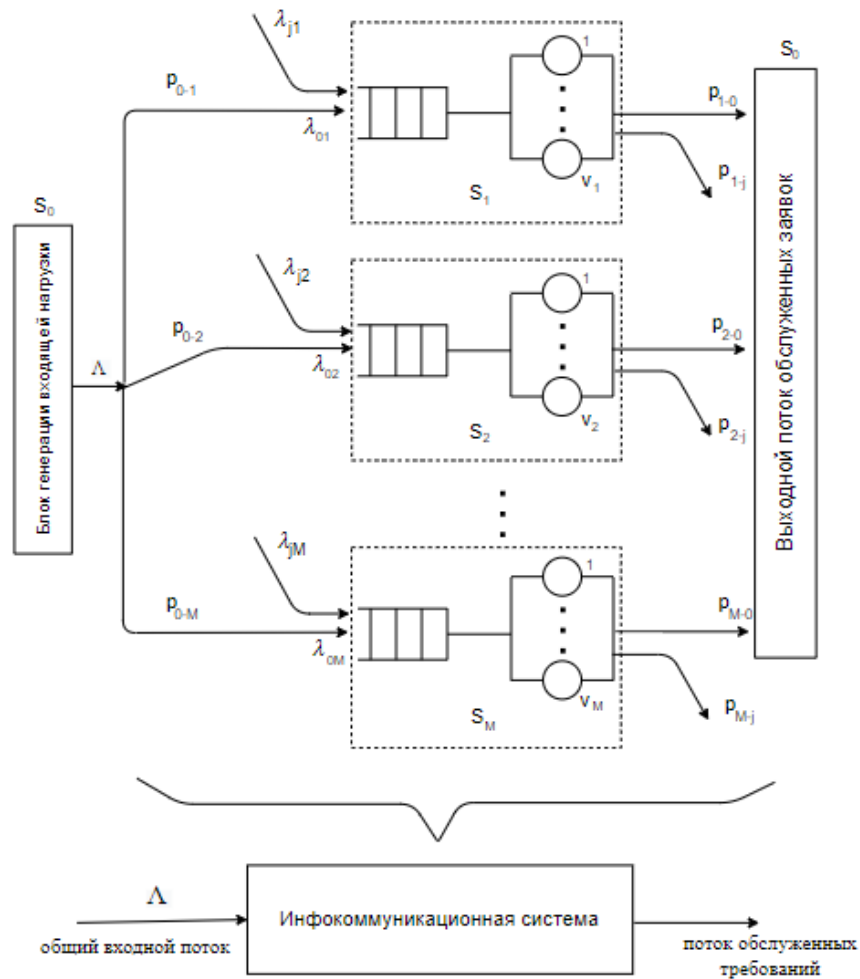 λj1
1
S0
p0-1
p1-0
λ01
p1-j
v1
S1
S0
λj2
1
p0-2
p2-0
Λ
λ02
v2
p2-j
S2
Блок генерации входящей нагрузки
Выходной поток обслуженных заявок
λjM
1
p0-M
pM-0
λ0M
vM
pM-j
SM
Λ
Инфокоммуникационная система
общий входной поток
поток обслуженных
требований